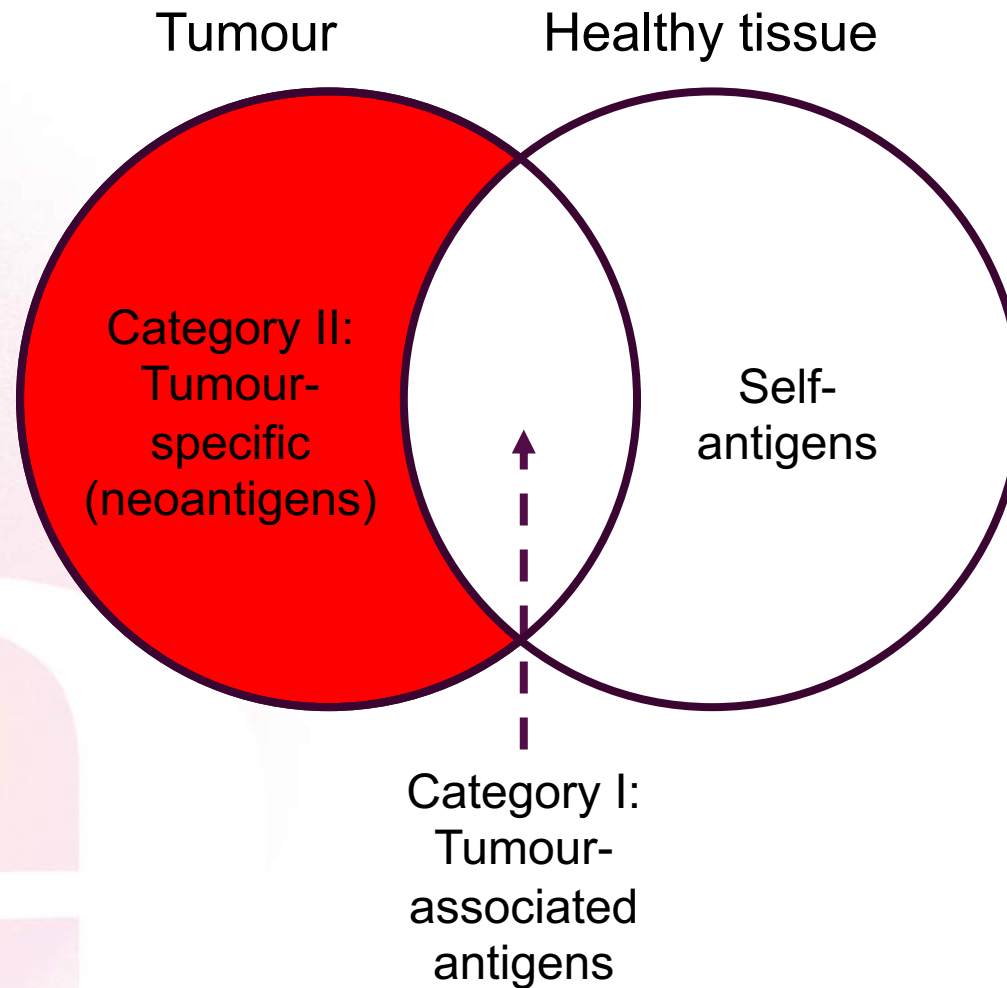 Tumour
Healthy tissue
Category II:
Tumour-
specific
(neoantigens)
Self-
antigens
Category I:
Tumour-
associated
antigens